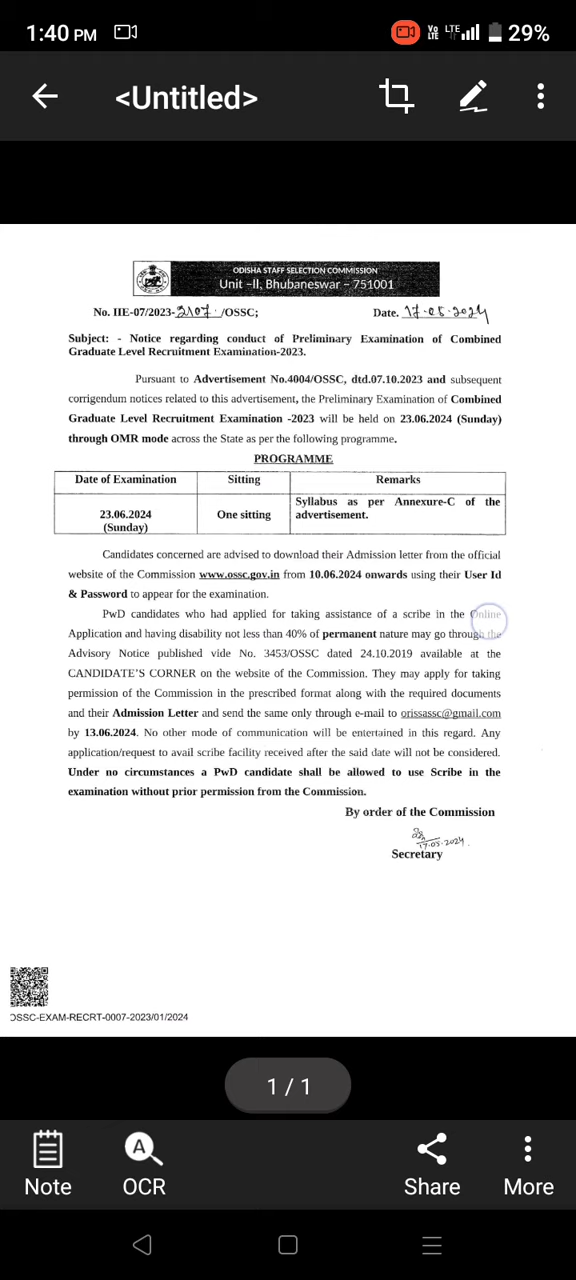 1:40 PM
Vo LTE LTE 29%
<Untitled>
ODISHA STAFF SELECTION COMMISSION
Unit –II, Bhubaneswar – 751001
No. IIE-07/2023-3107 /OSSC; Date. 17.05.2024
Subject: - Notice regarding conduct of Preliminary Examination of Combined
Graduate Level Recruitment Examination-2023.
Pursuant to Advertisement No.4004/OSSC, dtd.07.10.2023 and subsequent
corrigendum notices related to this advertisement, the Preliminary Examination of Combined
Graduate Level Recruitment Examination -2023 will be held on 23.06.2024 (Sunday)
through OMR mode across the State as per the following programme.
PROGRAMME
Date of Examination Sitting Remarks
23.06.2024 One sitting Syllabus as per Annexure-C of the
(Sunday) advertisement.
Candidates concerned are advised to download their Admission letter from the official
website of the Commission www.ossc.gov.in from 10.06.2024 onwards using their User Id
& Password to appear for the examination.
PwD candidates who had applied for taking assistance of a scribe in the Online
Application and having disability not less than 40% of permanent nature may go through the
Advisory Notice published vide No. 3453/OSSC dated 24.10.2019 available at the
CANDIDATE'S CORNER on the website of the Commission. They may apply for taking
permission of the Commission in the prescribed format along with the required documents
and their Admission Letter and send the same only through e-mail to orissassc@gmail.com
by 13.06.2024. No other mode of communication will be entertained in this regard. Any
application/request to avail scribe facility received after the said date will not be considered.
Under no circumstances a PwD candidate shall be allowed to use Scribe in the
examination without prior permission from the Commission.
By order of the Commission
17.05.2024
Secretary
OSSC-EXAM-RECRT-0007-2023/01/2024
1 / 1
A
Note OCR Share More